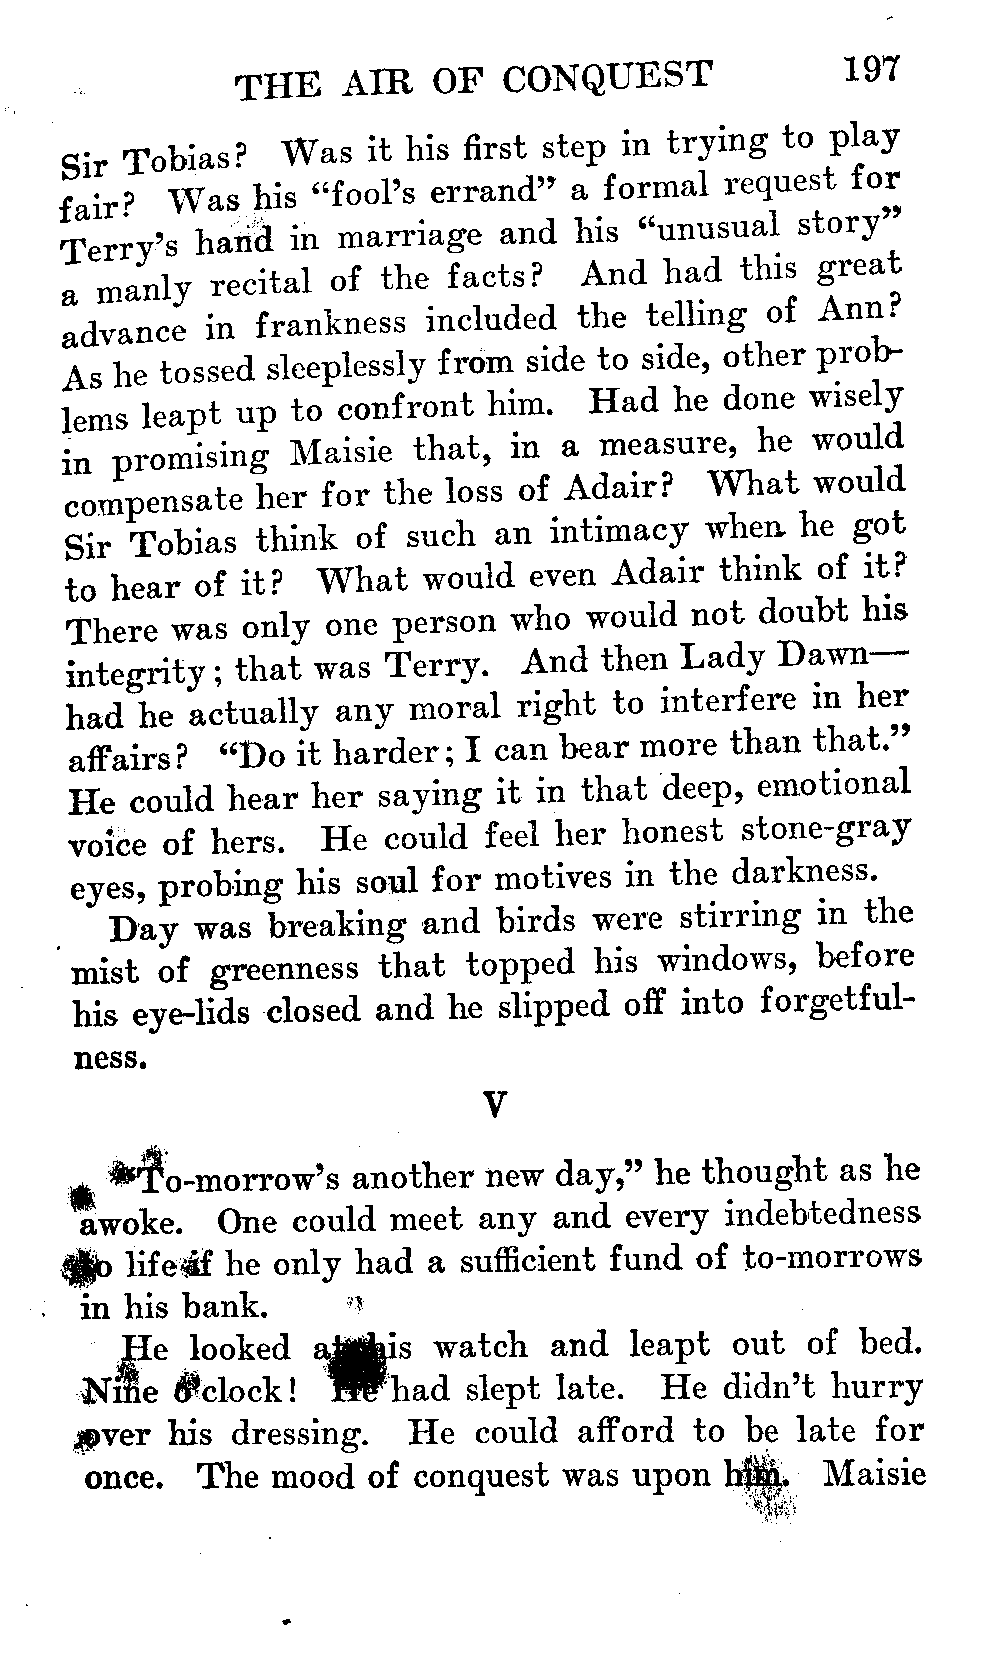 THE AIR OF CONQUEST 197
Sir Tobias? Was it his first step in trying to play
fair? Was his “fool’s errand” a formal request for
Terry’s hand in marriage and his “unusual story”
a manly recital of the facts? And had this great
advance in frankness included the telling of Ann?
As he tossed sleeplessly from side to side, other prob-
lems leapt up to confront him. Had he done wisely
in promising Maisie that, in a measure, he would
compensate her for the loss of Adair? What would
Sir Tobias think of such an intimacy when he got
to hear of it? What would even Adair think of it?
There was only one person who would not doubt his
integrity; that was Terry. And then Lady Dawn—
had he actually any moral right to interfere in her
affairs? “Do it harder; I can bear more than that.”
He could hear her saying it in that deep, emotional
voice of hers. He could feel her honest stone-gray
eyes, probing his soul for motives in the darkness.
Day was breaking and birds were stirring in the
mist of greenness that topped his windows, before
his eye-lids closed and he slipped off into forgetful-
ness.
V
“To-morrow’s another new day,” he thought as he
awoke. One could meet any and every indebtedness
to life if he only had a sufficient fund of to-morrows
in his bank.
He looked at his watch and leapt out of bed.
Nine o’clock! He had slept late. He didn’t hurry
over his dressing. He could afford to be late for
once. The mood of conquest was upon him. Maisie